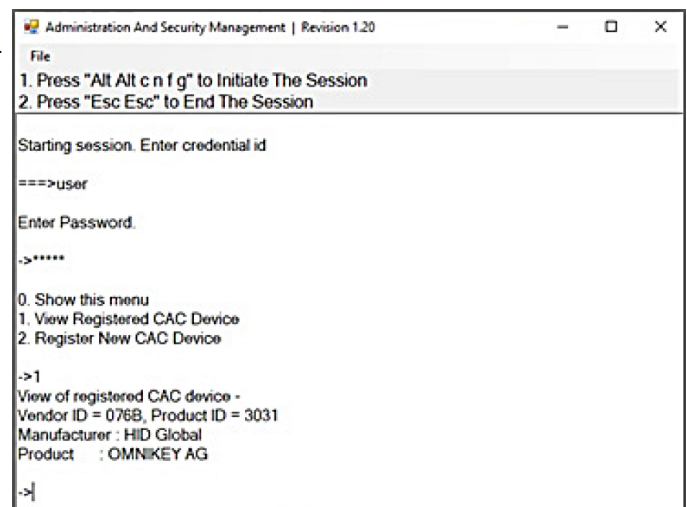 Administration And Security Management | Revision 1.20
File
1. Press "Alt Alt c n f g" to Initiate The Session
2. Press "Esc Esc" to End The Session
Starting session. Enter credential id
===>user
Enter Password.
->*****
0. Show this menu
1. View Registered CAC Device
2. Register New CAC Device
->1
View of registered CAC device -
Vendor ID = 076B, Product ID = 3031
Manufacturer : HID Global
Product : OMNIKEY AG
->